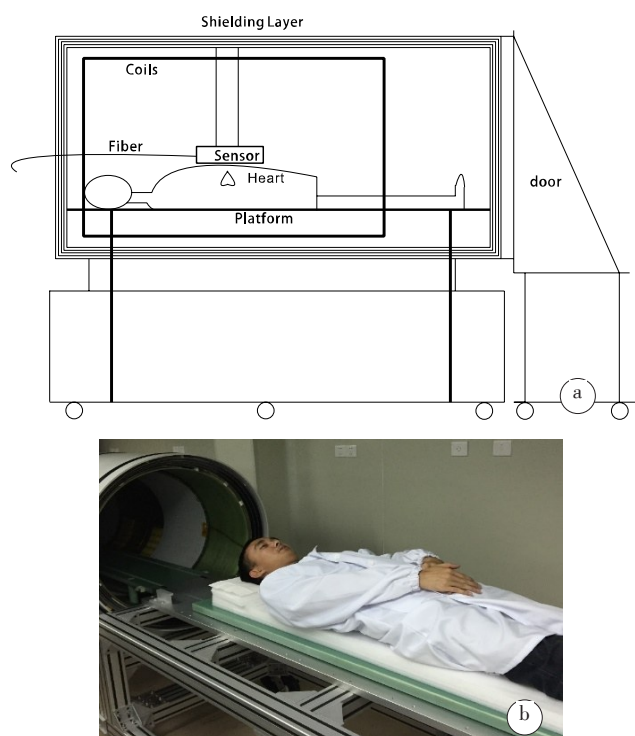 Shielding Layer
Coils
Fiber
Sensor
Heart
door
Platform
a
b